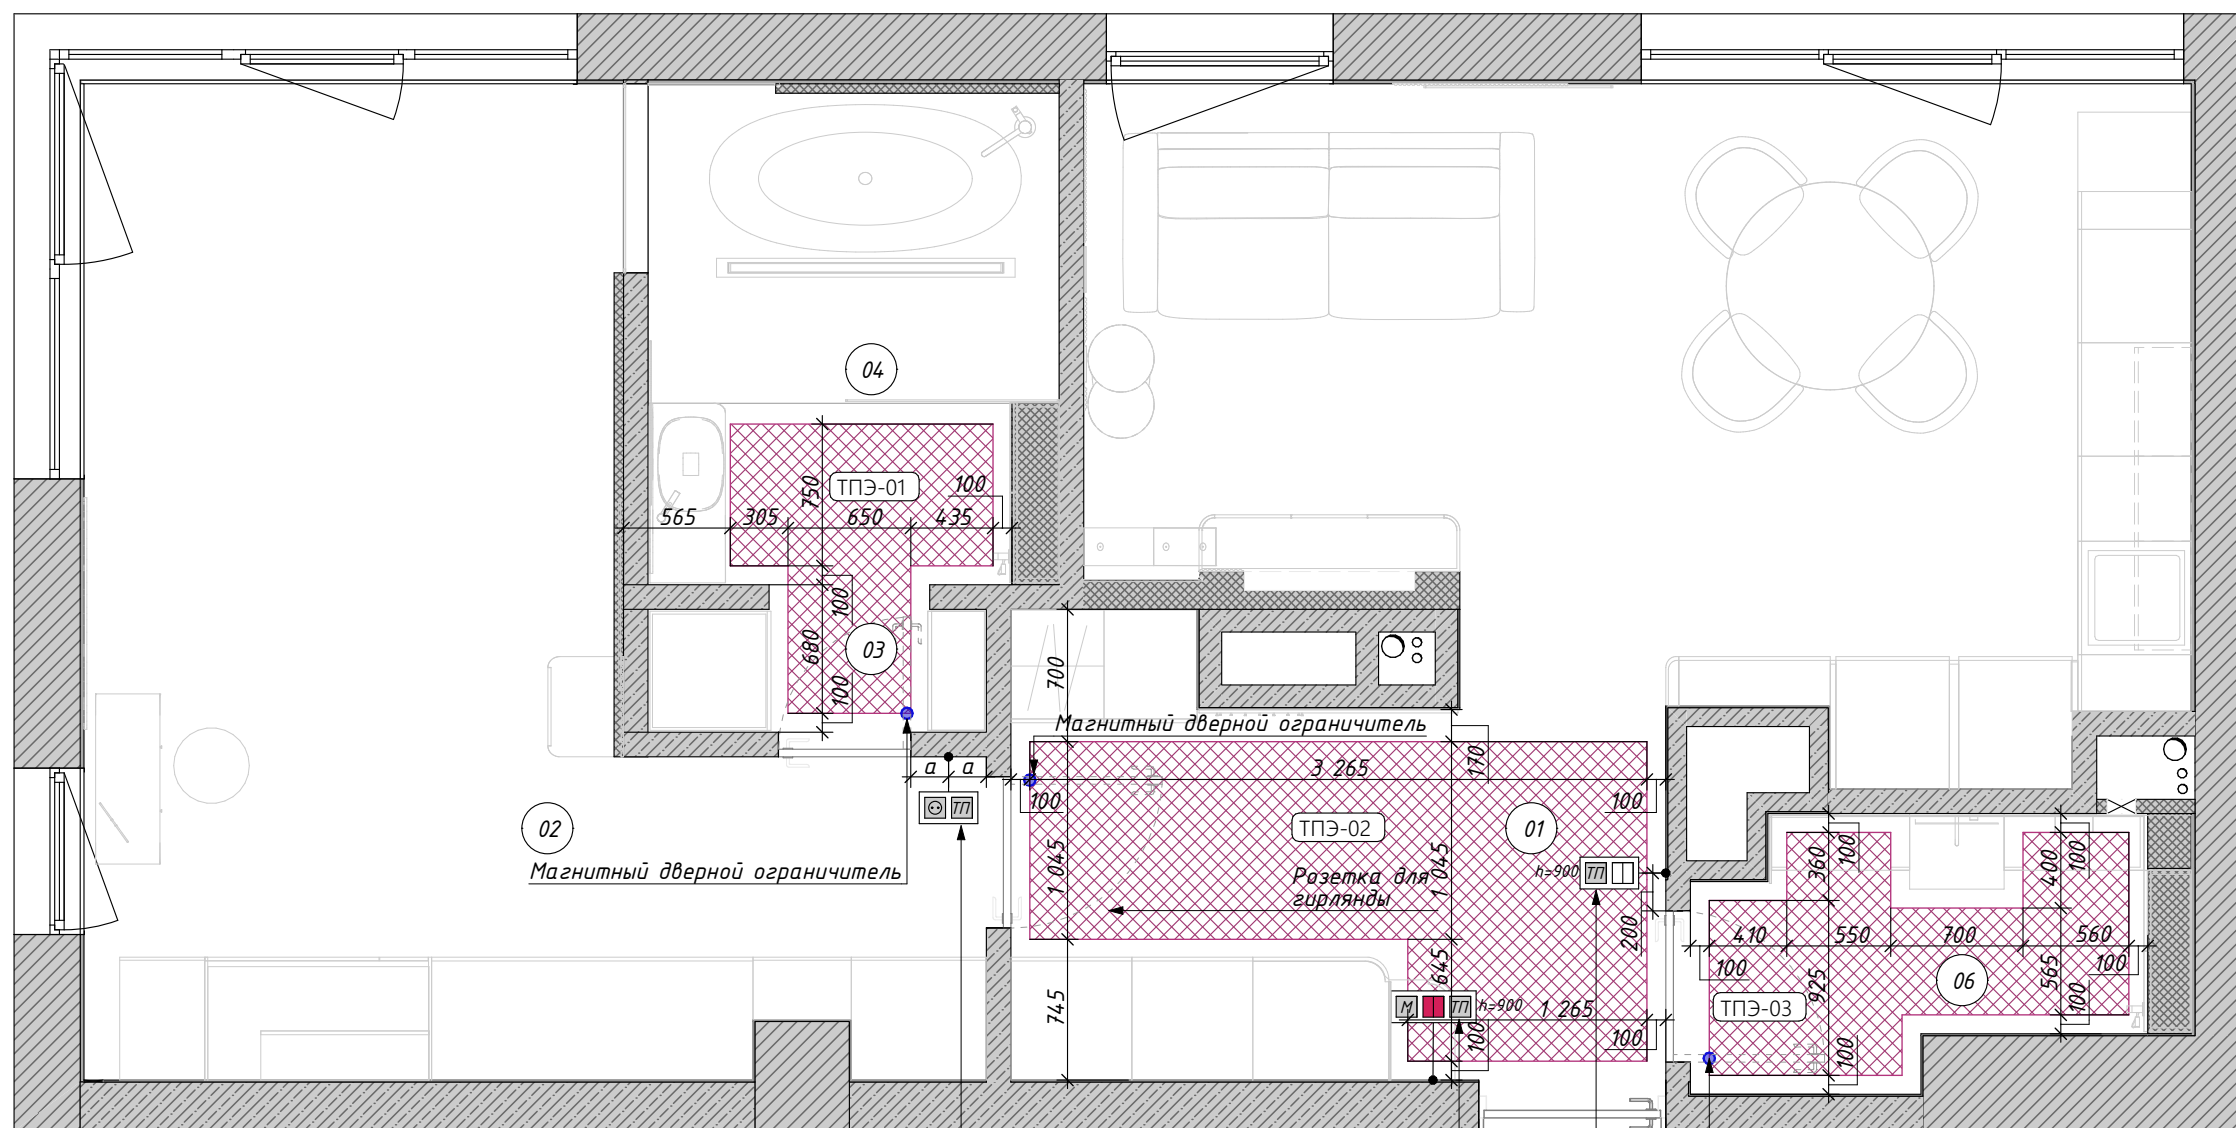 04
ТПЭ-01
750
100
565
305
650
435
100
680
03
100
700
Магнитный дверной ограничитель
170
3 265
a
a
100
100
ТП
02
ТПЭ-02
01
Магнитный дверной ограничитель
1 045
1 045
Розетка для
гирлянды
h=900
ТП
200
360
100
400
100
410
550
700
560
100
100
645
745
М
ТП
h=900
1 265
100
100
ТПЭ-03
925
06
565
100
100